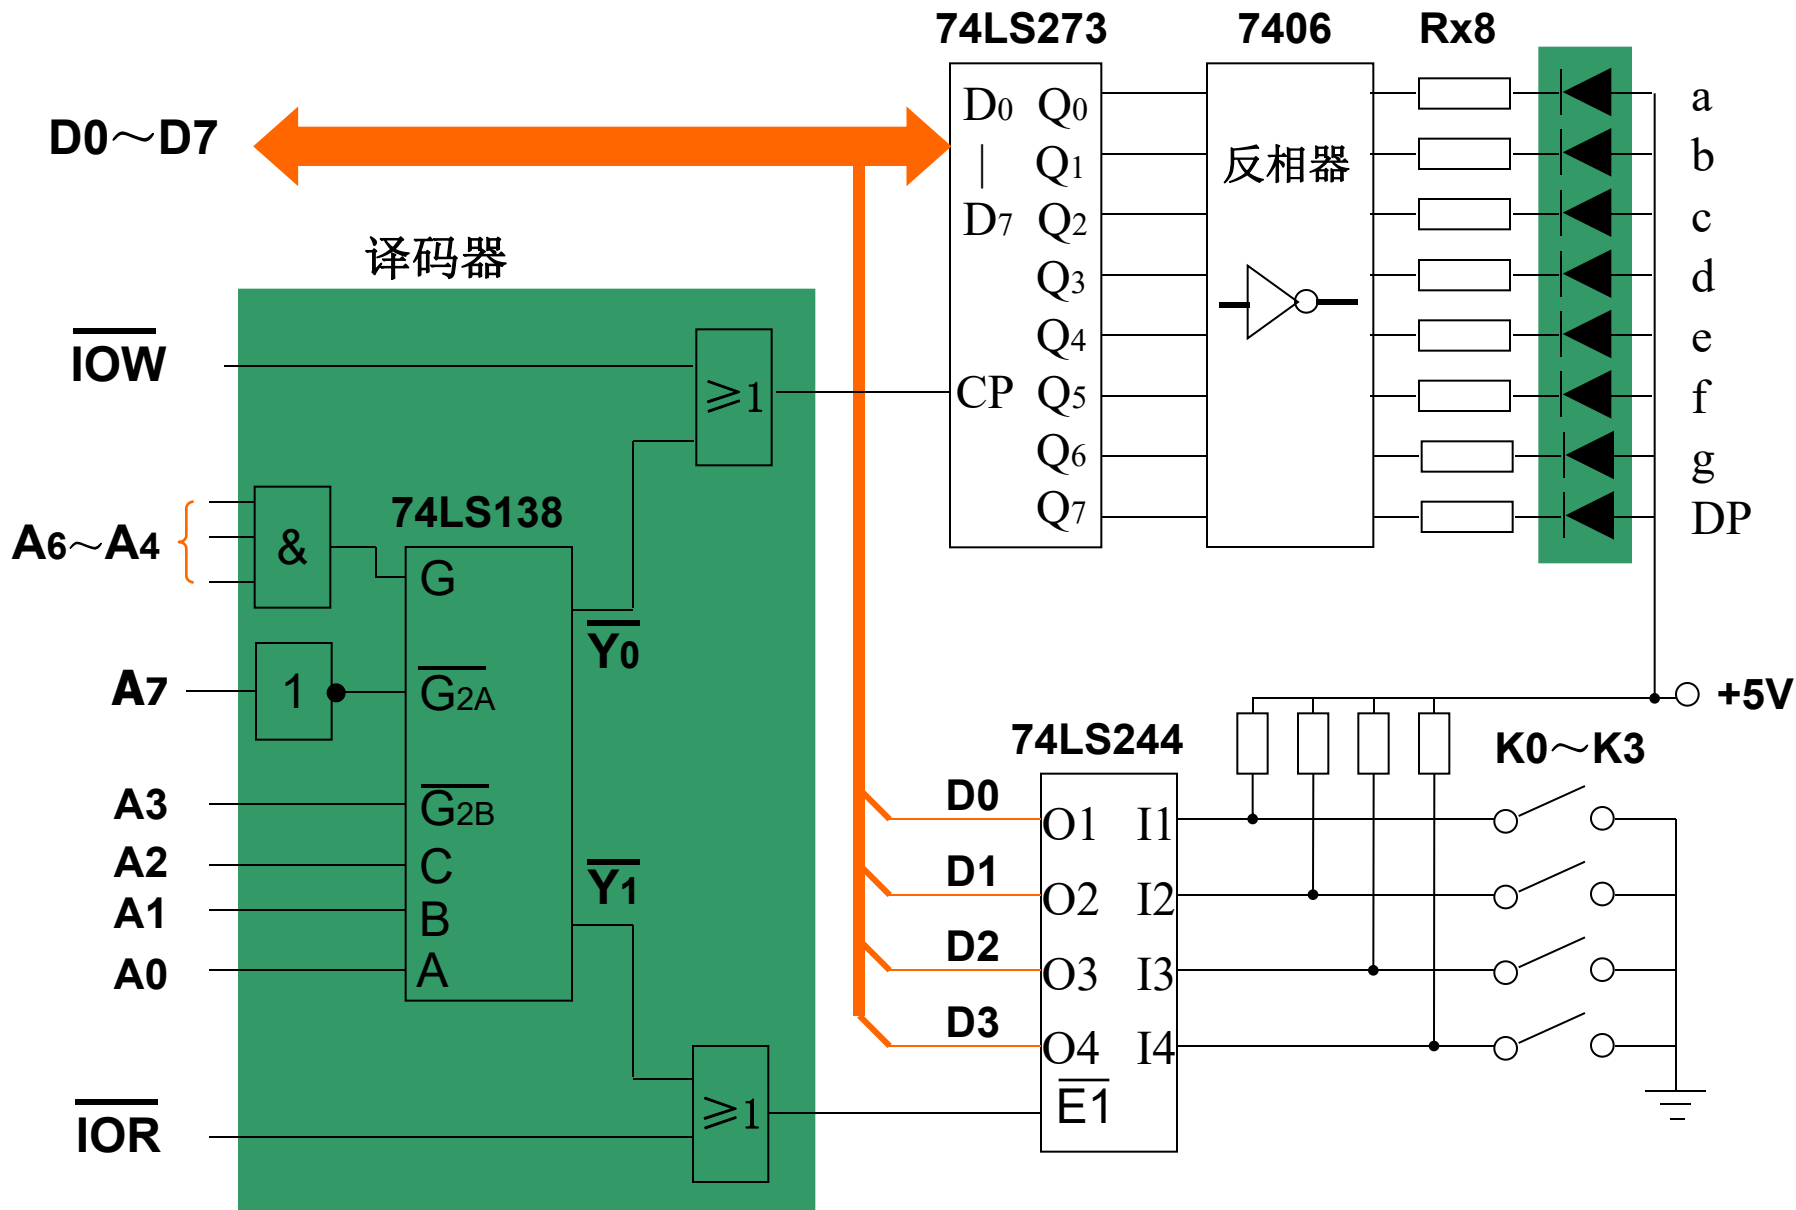 74LS273
7406
Rx8
D0～D7
D0 Q0
| Q1
D7 Q2
Q3
Q4
CP Q5
Q6
Q7
反相器
a
b
c
d
e
f
g
DP
译码器
IOW
≥1
A6～A4
&
74LS138
G
Y0
A7
1
G2A
A3
G2B
A2
C
Y1
A1
B
A0
A
IOR
≥1
+5V
74LS244
K0～K3
D0
O1 I1
D1
O2 I2
D2
O3 I3
D3
O4 I4
E1